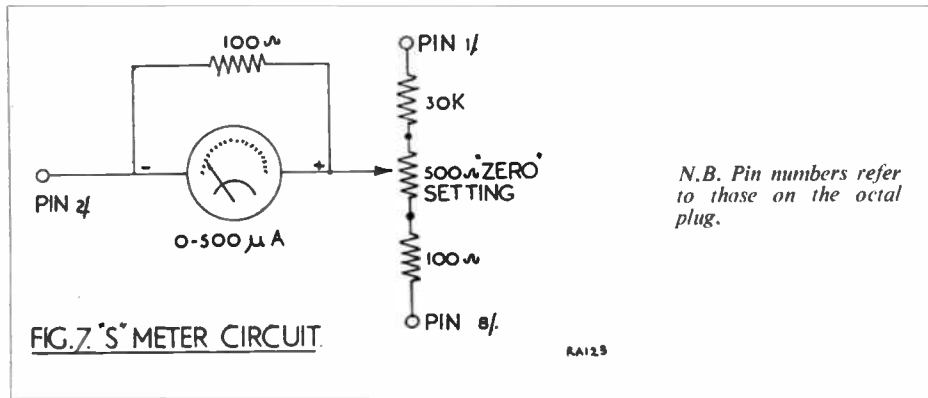 100 ᔕ
PIN 1/.
30K
500 ᔕ "ZERO"
SETTING
- +
PIN 2/.
0-500 µA
100 ᔕ
PIN 8/.
FIG.7. "S" METER CIRCUIT.
RA123
N.B. Pin numbers refer
to those on the octal
plug.